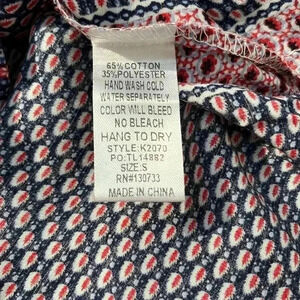 65% COTTON
35% POLYESTER
HAND WASH COLD
WATER SEPARATELY
COLOR WILL BLEED
NO BLEACH
HANG TO DRY
STYLE:K2070
PO:TL14882
SIZE:S
RN#130733
MADE IN CHINA